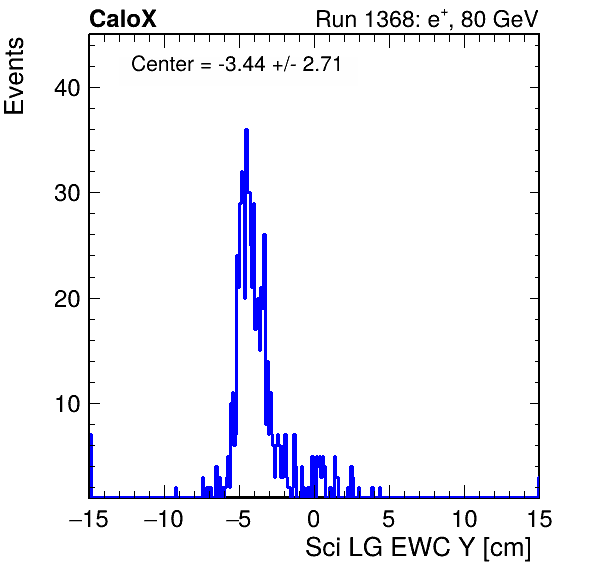 CaloX Run 1368: e⁺, 80 GeV
Center = -3.44 +/- 2.71
Events
40
30
20
10
−15 −10 −5 0 5 10 15
Sci LG EWC Y [cm]